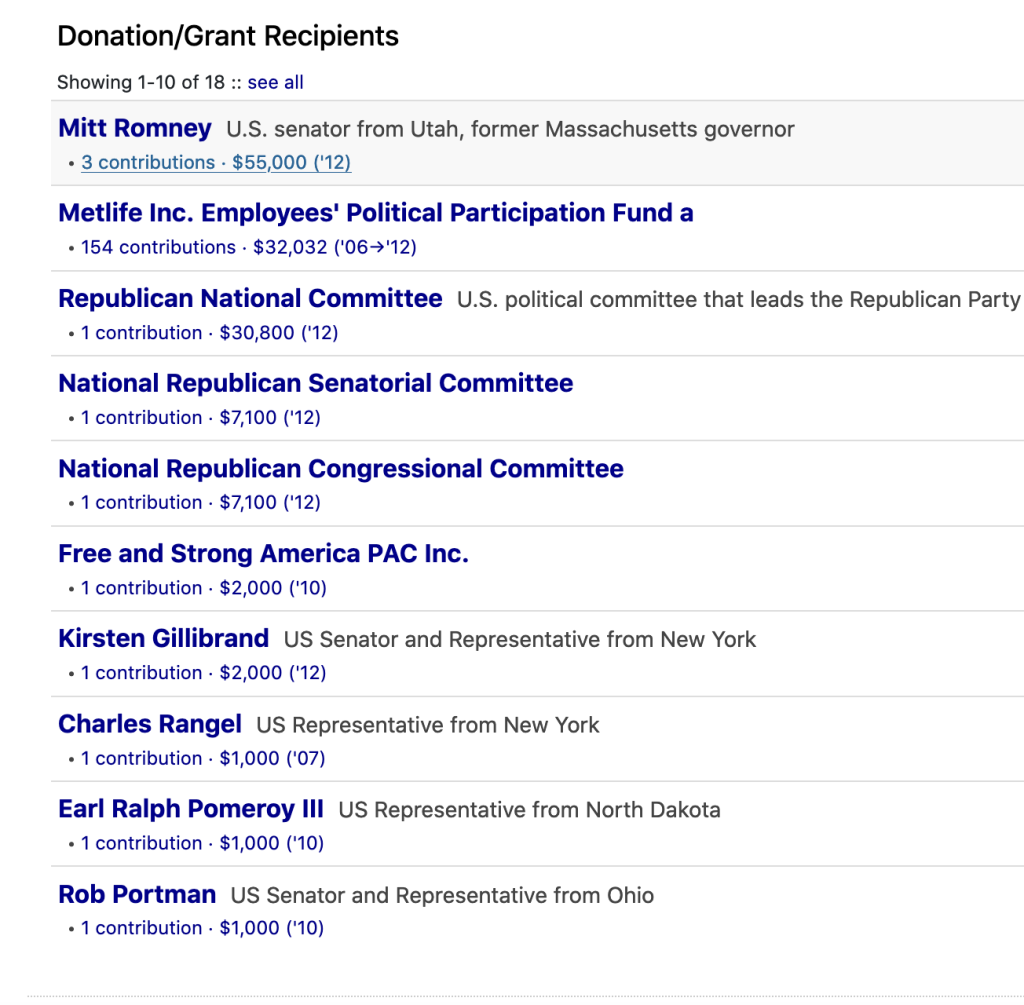 Donation/Grant Recipients
Showing 1-10 of 18 :: see all
Mitt Romney U.S. senator from Utah, former Massachusetts governor
• 3 contributions · $55,000 ('12)
Metlife Inc. Employees' Political Participation Fund a
• 154 contributions · $32,032 ('06→'12)
Republican National Committee U.S. political committee that leads the Republican Party
• 1 contribution · $30,800 ('12)
National Republican Senatorial Committee
• 1 contribution · $7,100 ('12)
National Republican Congressional Committee
• 1 contribution · $7,100 ('12)
Free and Strong America PAC Inc.
• 1 contribution · $2,000 ('10)
Kirsten Gillibrand US Senator and Representative from New York
• 1 contribution · $2,000 ('12)
Charles Rangel US Representative from New York
• 1 contribution · $1,000 ('07)
Earl Ralph Pomeroy III US Representative from North Dakota
• 1 contribution · $1,000 ('10)
Rob Portman US Senator and Representative from Ohio
• 1 contribution · $1,000 ('10)